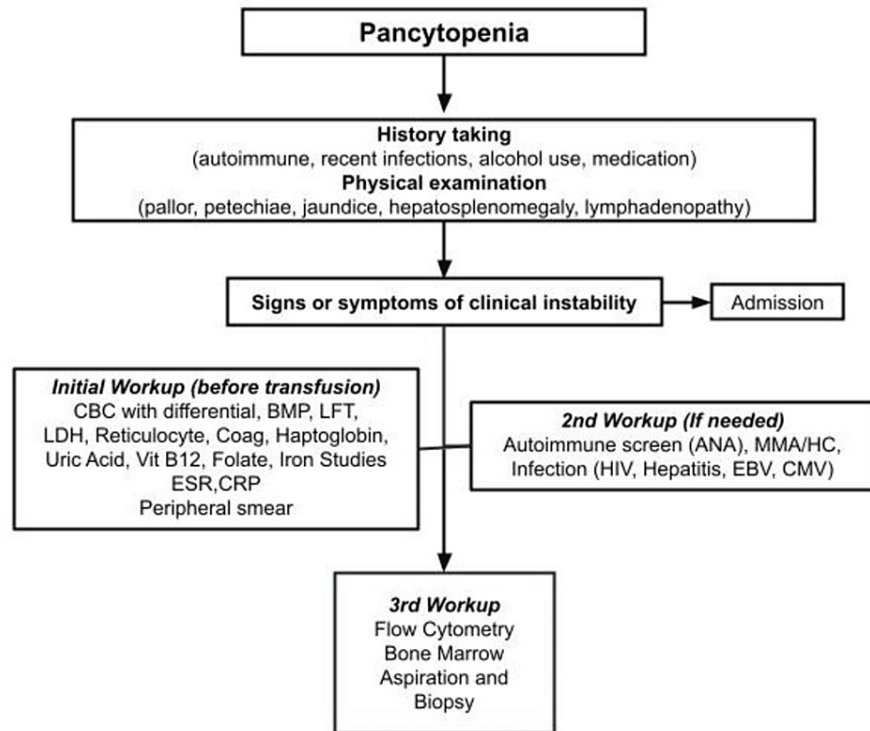 Pancytopenia
History taking
(autoimmune, recent infections, alcohol use, medication)
Physical examination
(pallor, petechiae, jaundice, hepatosplenomegaly, lymphadenopathy)
Signs or symptoms of clinical instability
Admission
Initial Workup (before transfusion)
CBC with differential, BMP, LFT,
LDH, Reticulocyte, Coag, Haptoglobin,
Uric Acid, Vit B12, Folate, Iron Studies
ESR,CRP
Peripheral smear
2nd Workup (If needed)
Autoimmune screen (ANA), MMA/HC,
Infection (HIV, Hepatitis, EBV, CMV)
3rd Workup
Flow Cytometry
Bone Marrow
Aspiration and
Biopsy